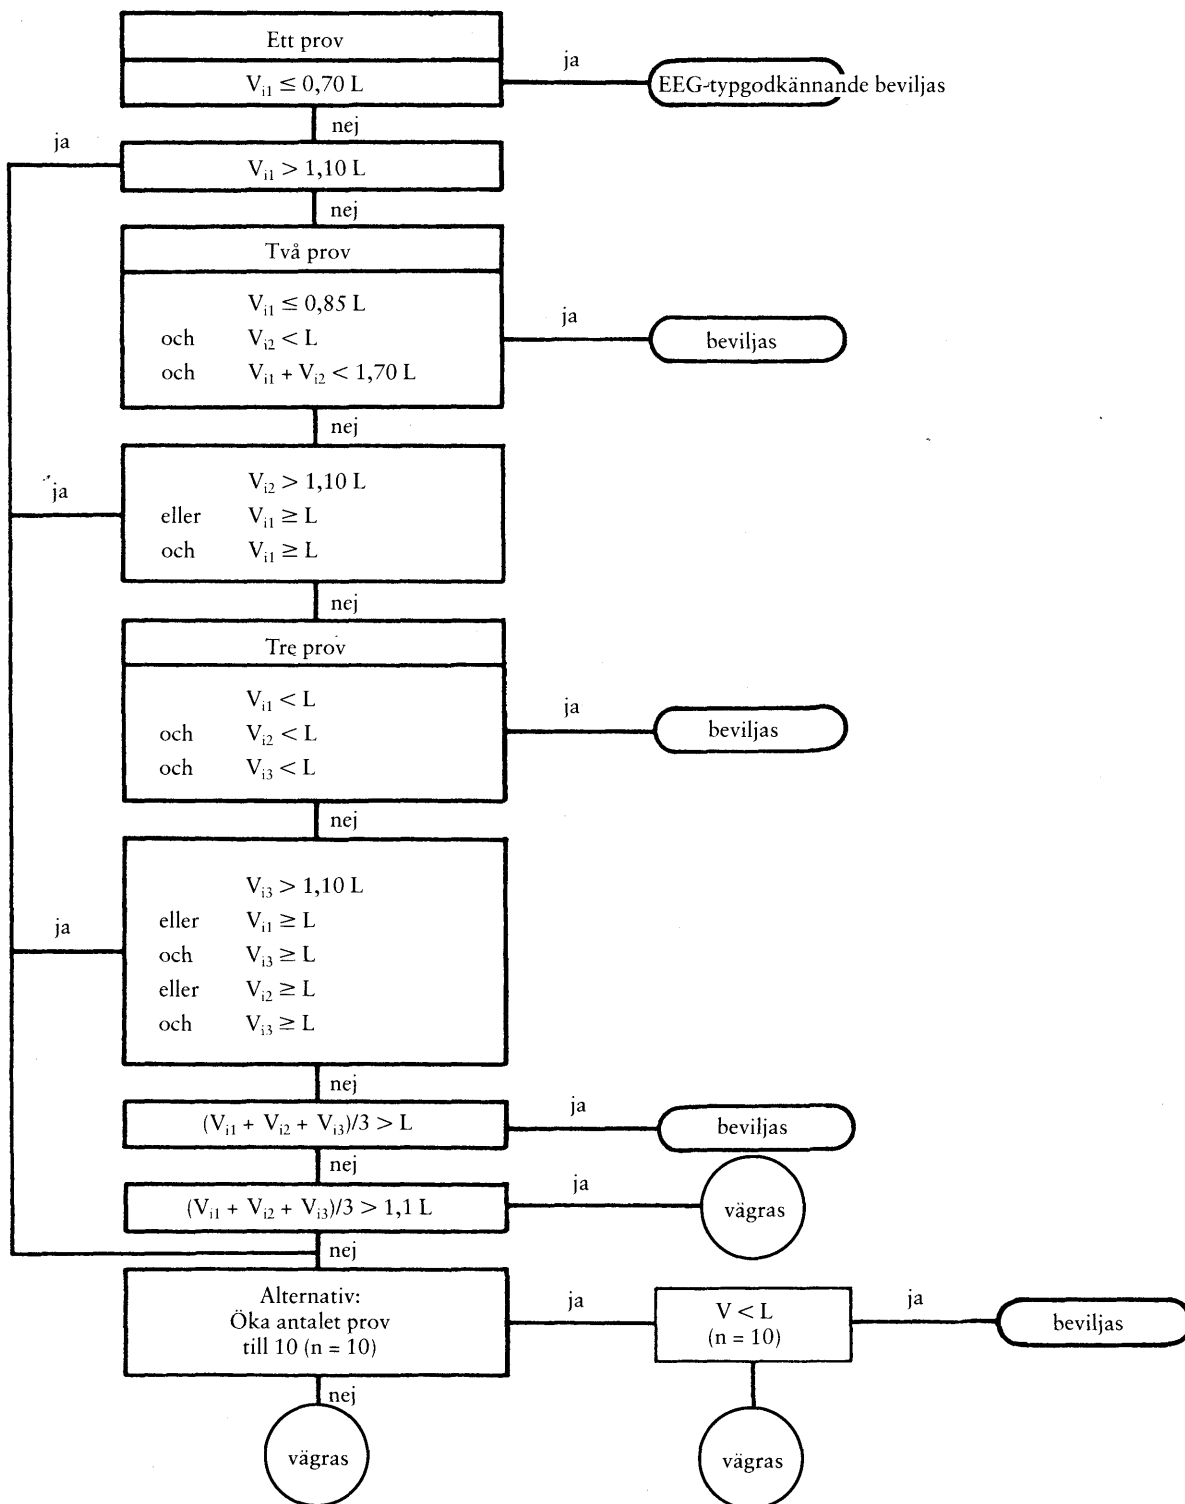 Ett prov
V_i1 ≤ 0,70 L
ja
EEG-typgodkännande beviljas
nej
ja
V_i1 > 1,10 L
nej
Två prov
V_i1 ≤ 0,85 L
och V_i2 < L
och V_i1 + V_i2 < 1,70 L
ja
beviljas
nej
ja
V_i2 > 1,10 L
eller V_i1 ≥ L
och V_i1 ≥ L
nej
Tre prov
V_i1 < L
och V_i2 < L
och V_i3 < L
ja
beviljas
nej
ja
V_i3 > 1,10 L
eller V_i1 ≥ L
och V_i3 ≥ L
eller V_i2 ≥ L
och V_i3 ≥ L
nej
(V_i1 + V_i2 + V_i3)/3 > L
ja
beviljas
nej
(V_i1 + V_i2 + V_i3)/3 > 1,1 L
ja
vägras
nej
Alternativ:
Öka antalet prov
till 10 (n = 10)
ja
V < L
(n = 10)
ja
beviljas
nej
vägras
vägras